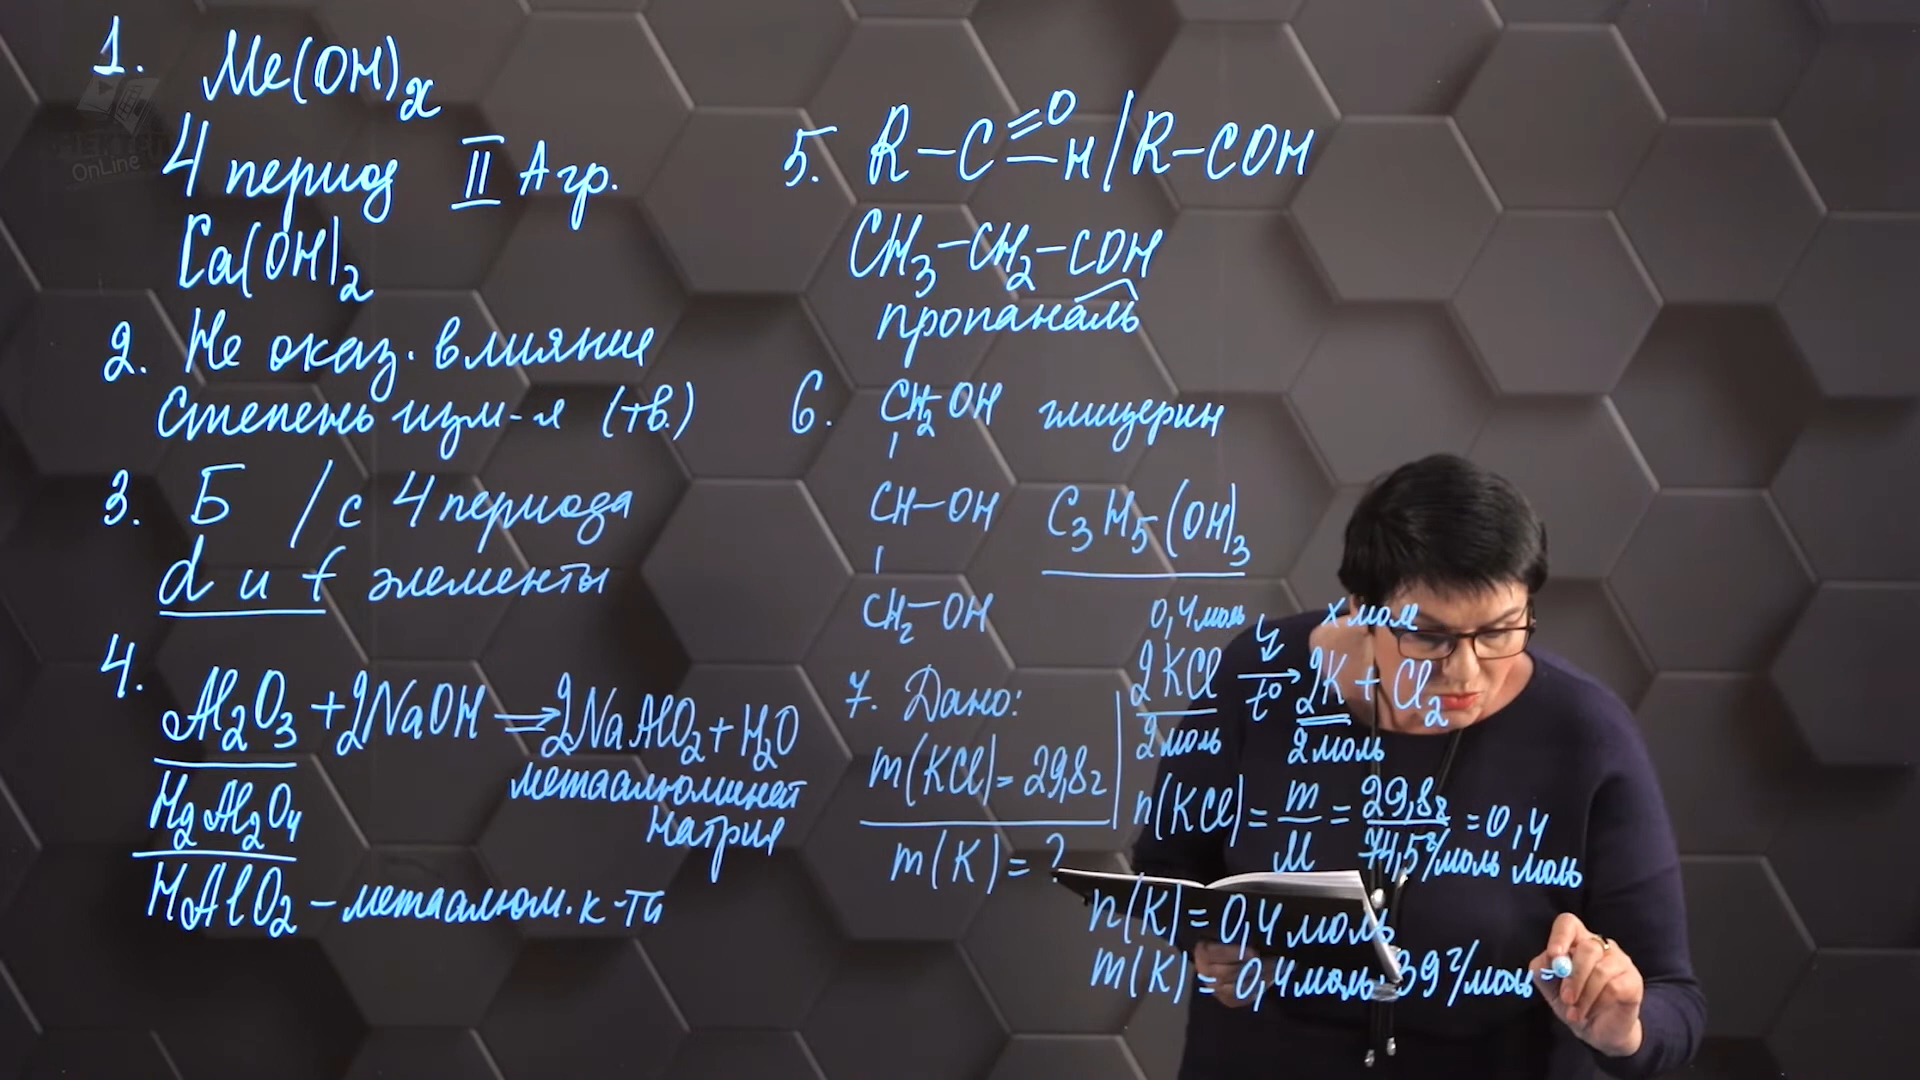 OnLine
1. Me(OH)x
4 период II А гр.
Ca(OH)2
2. Не оказ. влияние
степень изм-я (тв.)
3. Б / с 4 периода
d и f элементы
4.
Al2O3 + 2NaOH ⇒ 2NaAlO2 + H2O
метаалюминат
натрия
H2Al2O4
HAlO2 – метаалюм. к-та
5. R–C=O–H / R–COH
CH3–CH2–COH
пропаналь
6. CH2–OH глицерин
CH–OH C3H5(OH)3
CH2–OH
7. Дано:
m(KCl) = 29,8 г
m(K) = ?
0,4 моль x мол
2KCl →t° 2K + Cl2
2 моль 2 моль
n(KCl) = m/M = 29,8г/74,5 г/моль = 0,4 моль
n(K) = 0,4 моль
m(K) = 0,4 моль · 39 г/моль =